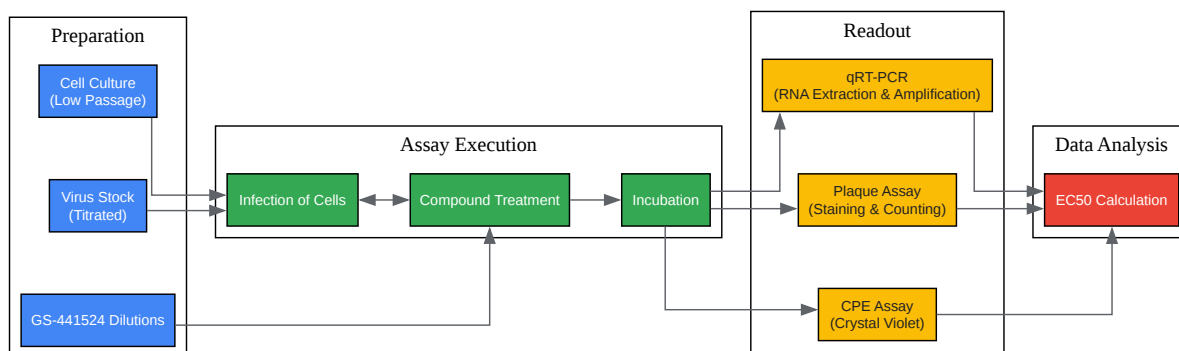 Preparation
Cell Culture
(Low Passage)
Virus Stock
(Titrated)
GS-441524 Dilutions
Assay Execution
Infection of Cells
Compound Treatment
Incubation
Readout
qRT-PCR
(RNA Extraction & Amplification)
Plaque Assay
(Staining & Counting)
CPE Assay
(Crystal Violet)
Data Analysis
EC50 Calculation